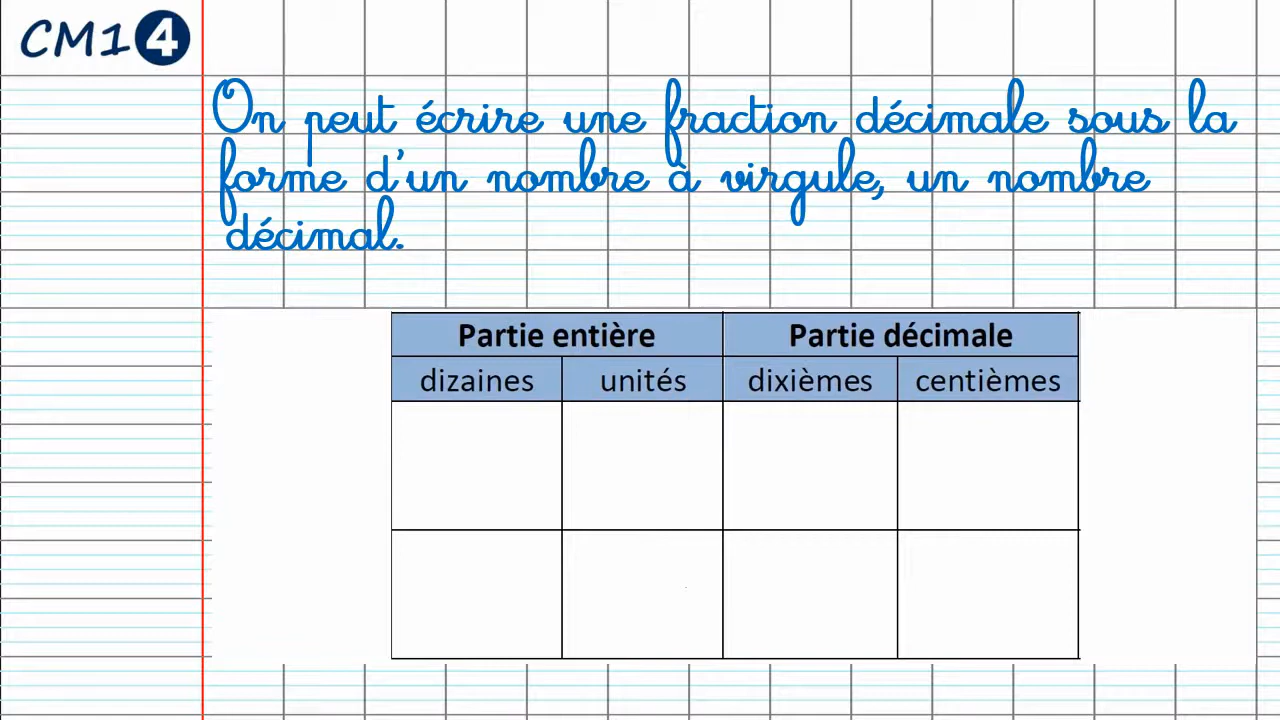 CM1 4
On peut écrire une fraction décimale sous la
forme d'un nombre à virgule, un nombre
décimal.
Partie entière Partie décimale
dizaines unités dixièmes centièmes